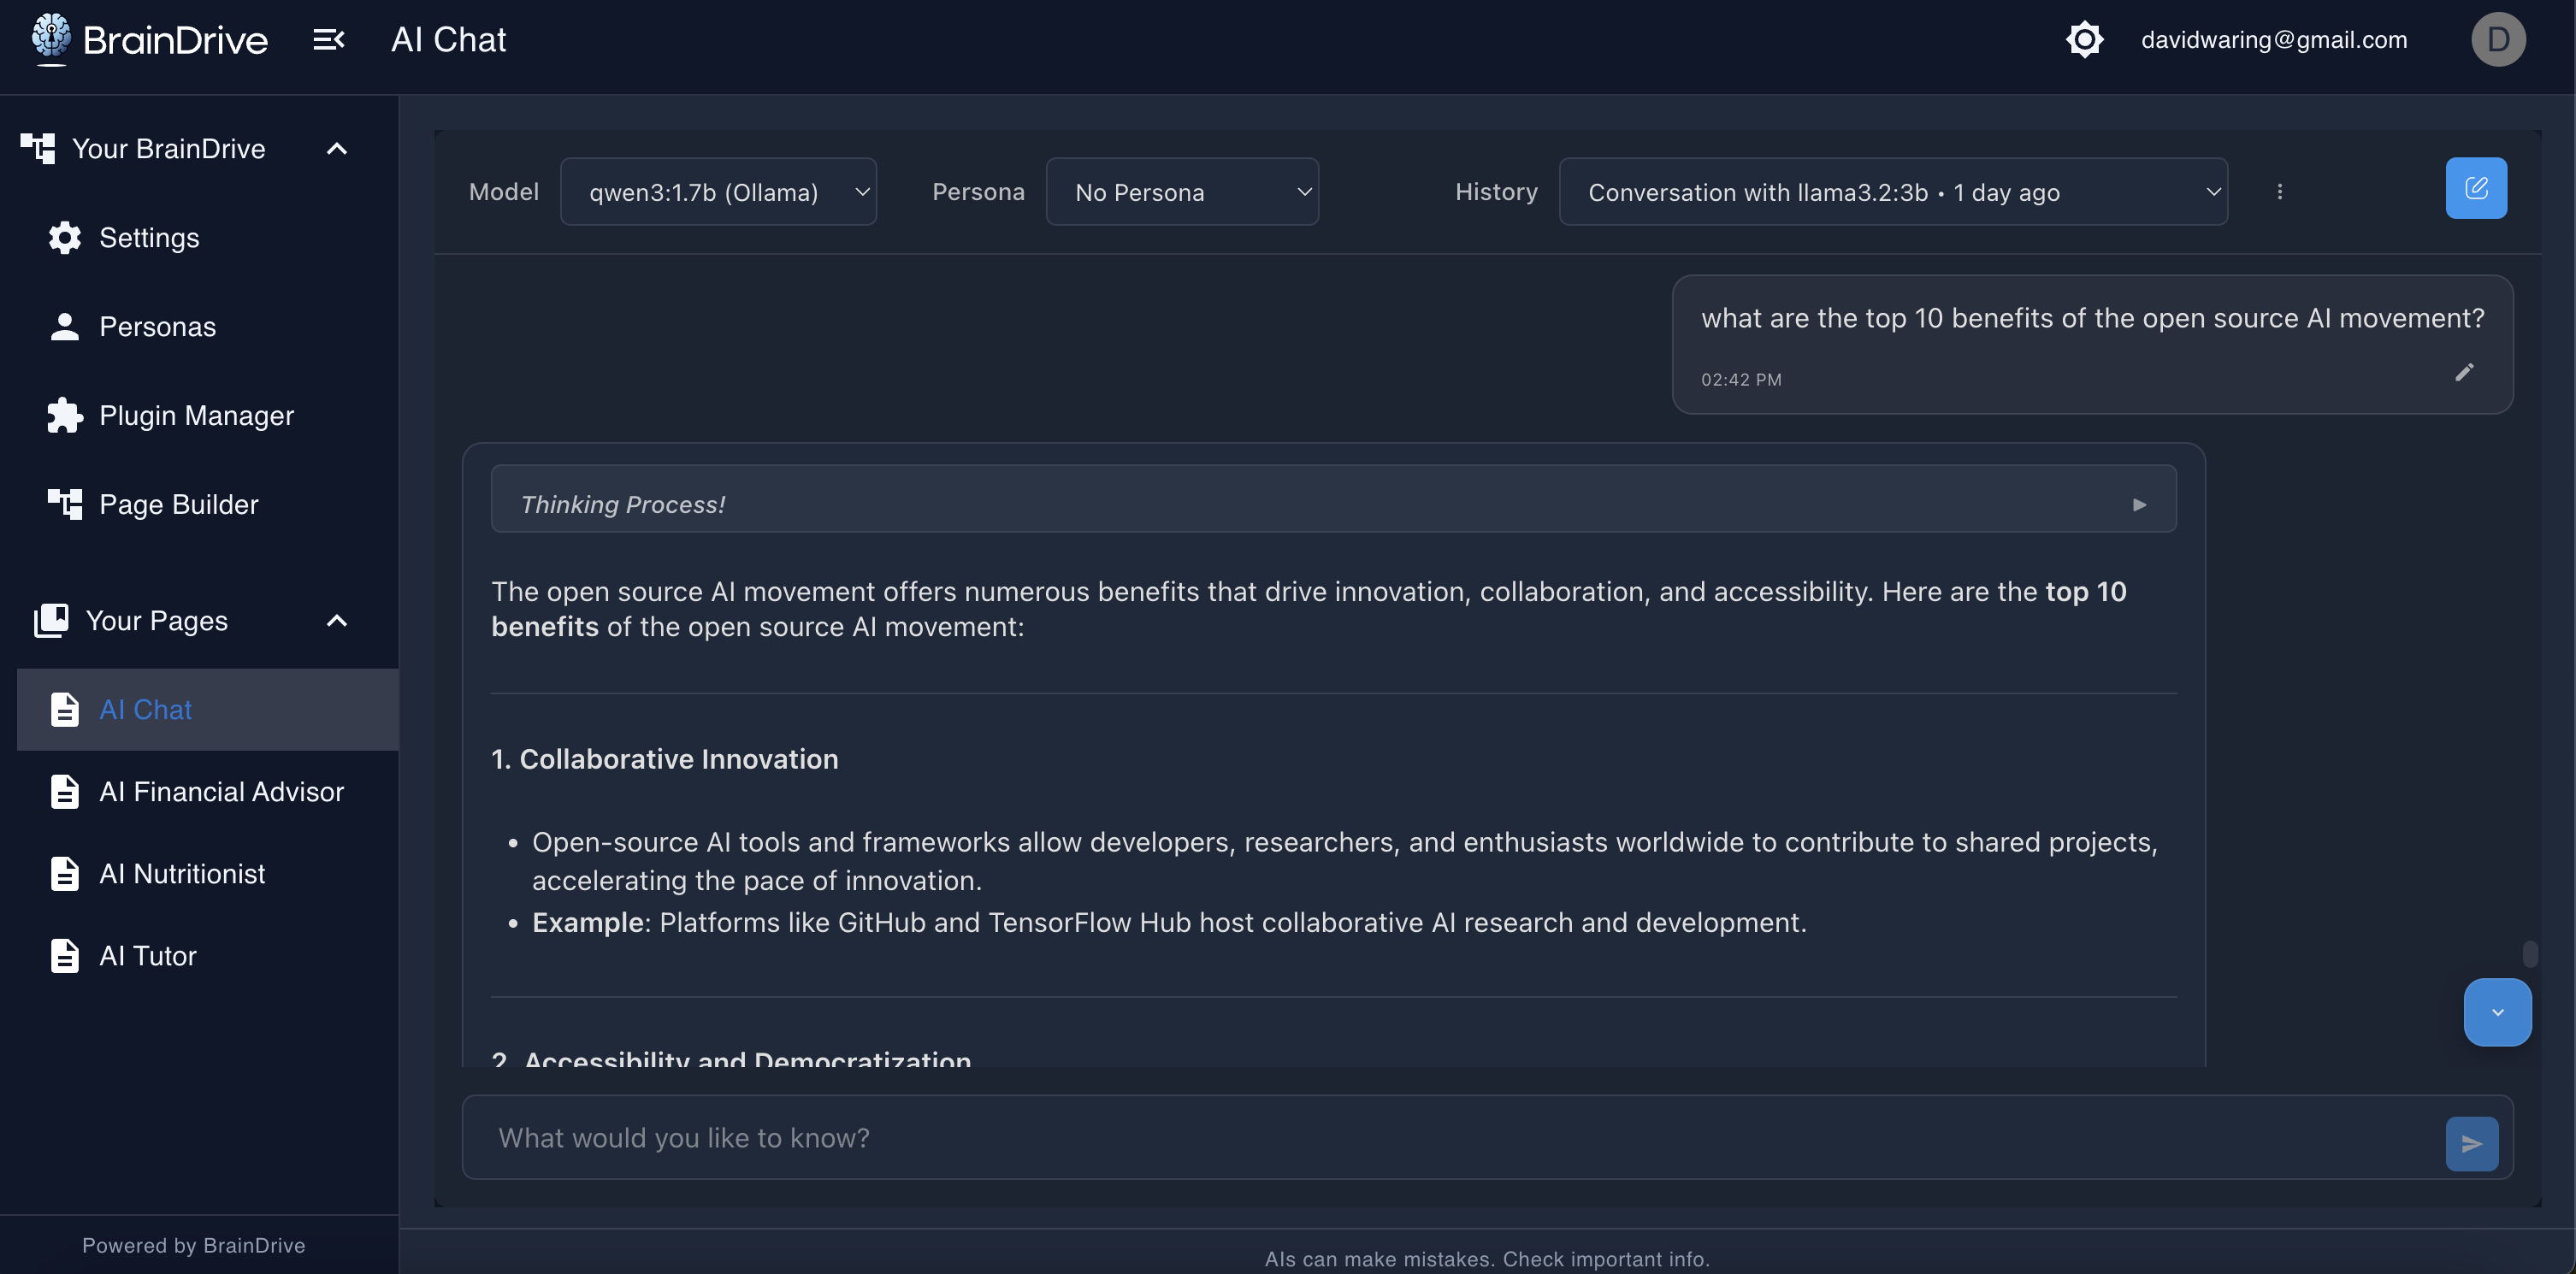 BrainDrive
AI Chat
davidwaring@gmail.com
D
Your BrainDrive
Settings
Personas
Plugin Manager
Page Builder
Your Pages
AI Chat
AI Financial Advisor
AI Nutritionist
AI Tutor
Powered by BrainDrive
Model
qwen3:1.7b (Ollama)
Persona
No Persona
History
Conversation with llama3.2:3b • 1 day ago
what are the top 10 benefits of the open source AI movement?
02:42 PM
Thinking Process!
The open source AI movement offers numerous benefits that drive innovation, collaboration, and accessibility. Here are the top 10
benefits of the open source AI movement:
1. Collaborative Innovation
• Open-source AI tools and frameworks allow developers, researchers, and enthusiasts worldwide to contribute to shared projects,
accelerating the pace of innovation.
• Example: Platforms like GitHub and TensorFlow Hub host collaborative AI research and development.
2. Accessibility and Democratization
What would you like to know?
AIs can make mistakes. Check important info.